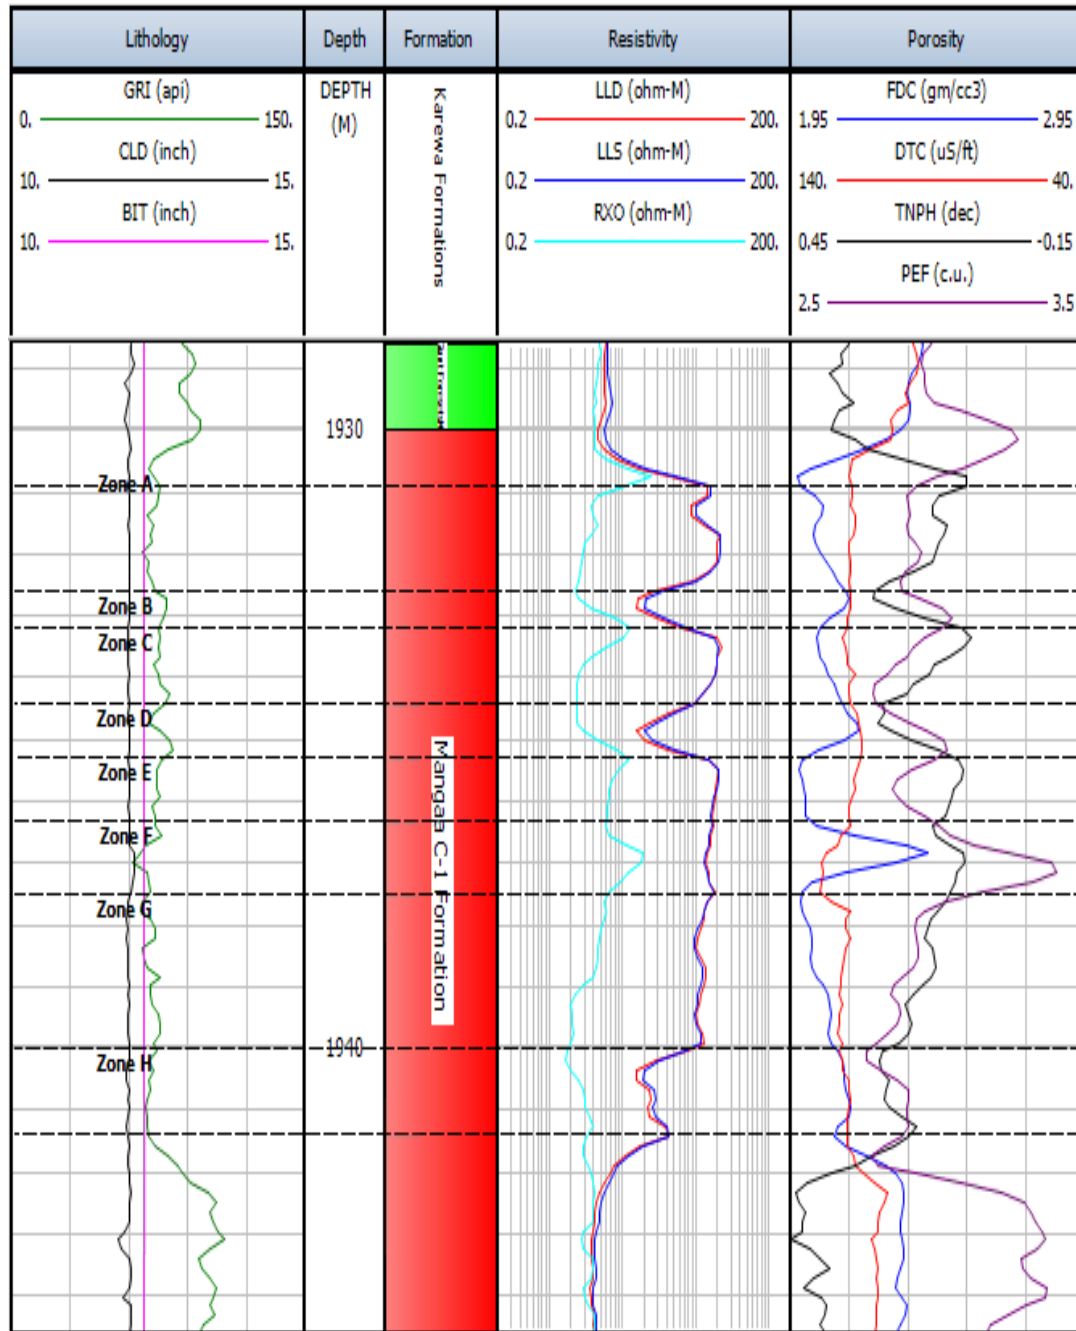 Lithology
Depth
Formation
Resistivity
Porosity
GRI (api)
0. 150.
CLD (inch)
10. 15.
BIT (inch)
10. 15.
DEPTH
(M)
Karewa Formations
LLD (ohm-M)
0.2 200.
LLS (ohm-M)
0.2 200.
RXO (ohm-M)
0.2 200.
FDC (gm/cc3)
1.95 2.95
DTC (uS/ft)
140. 40.
TNPH (dec)
0.45 -0.15
PEF (c.u.)
2.5 3.5
1930
Zone A
Zone B
Zone C
Zone D
Zone E
Zone F
Zone G
Mangaa C-1 Formation
1940
Zone H